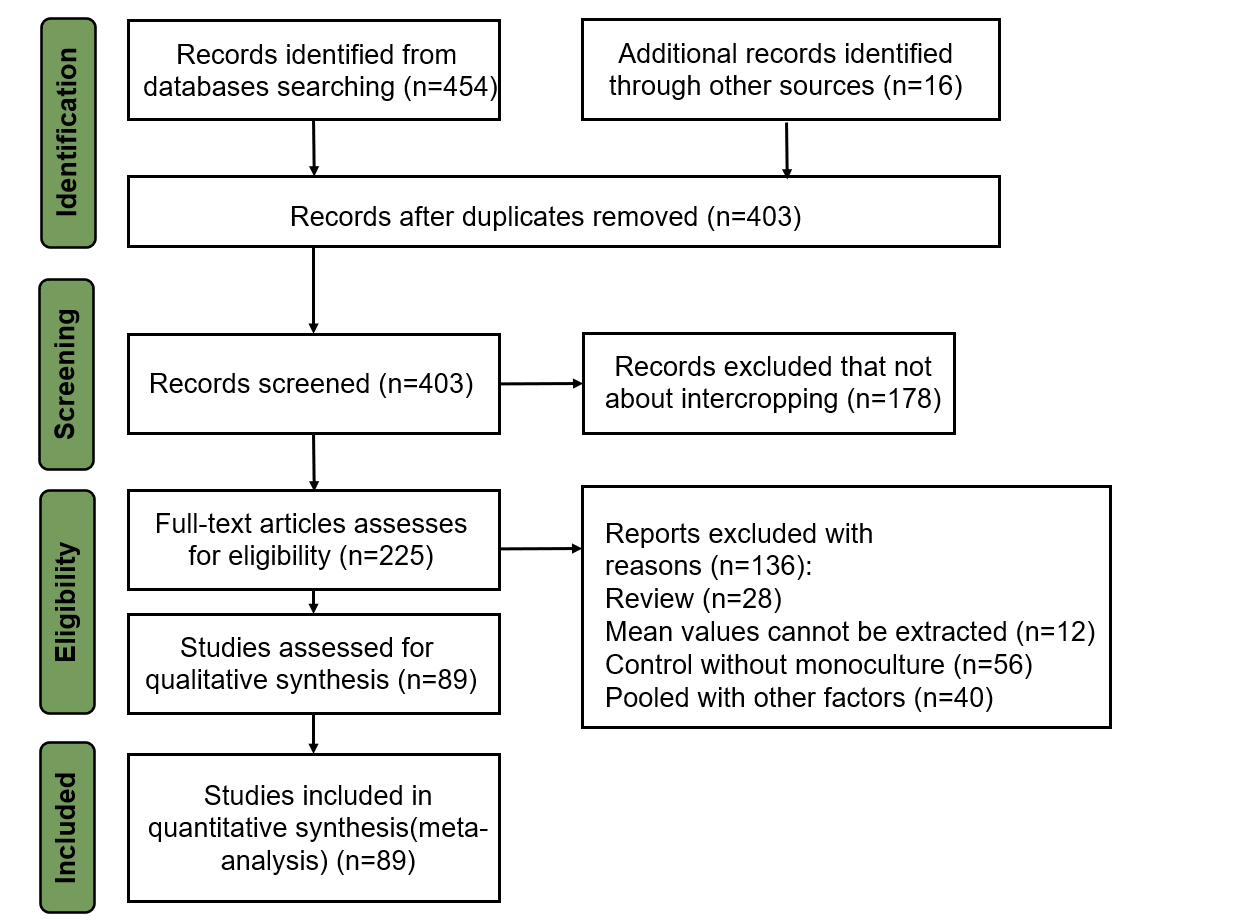 Identification
Records identified from
databases searching (n=454)
Additional records identified
through other sources (n=16)
Records after duplicates removed (n=403)
Screening
Records screened (n=403)
Records excluded that not
about intercropping (n=178)
Eligibility
Full-text articles assesses
for eligibility (n=225)
Reports excluded with
reasons (n=136):
Review (n=28)
Mean values cannot be extracted (n=12)
Control without monoculture (n=56)
Pooled with other factors (n=40)
Studies assessed for
qualitative synthesis (n=89)
Included
Studies included in
quantitative synthesis(meta-
analysis) (n=89)